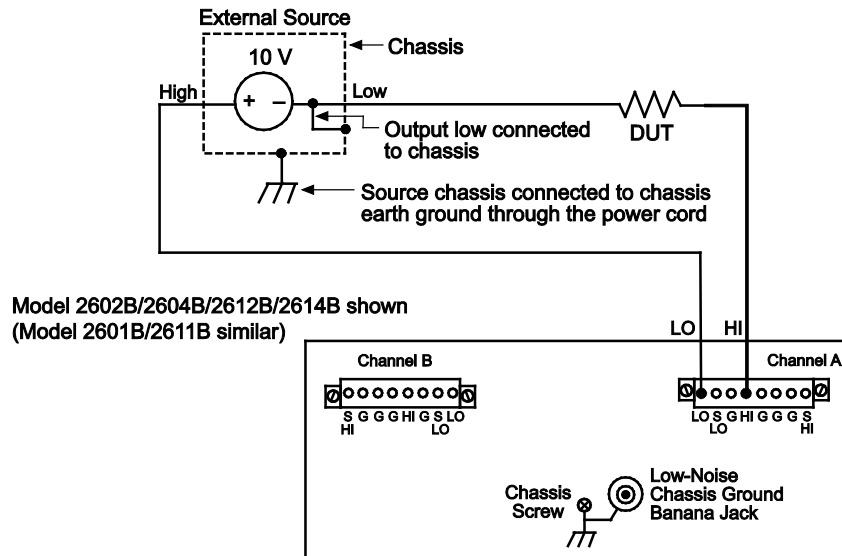 External Source
Chassis
10 V
High
+ −
Low
DUT
Output low connected
to chassis
Source chassis connected to chassis
earth ground through the power cord
Model 2602B/2604B/2612B/2614B shown
(Model 2601B/2611B similar)
LO HI
Channel B
Channel A
S G G G HI G S LO
HI LO
LO S G HI G G G S
LO HI
Chassis
Screw
Low-Noise
Chassis Ground
Banana Jack